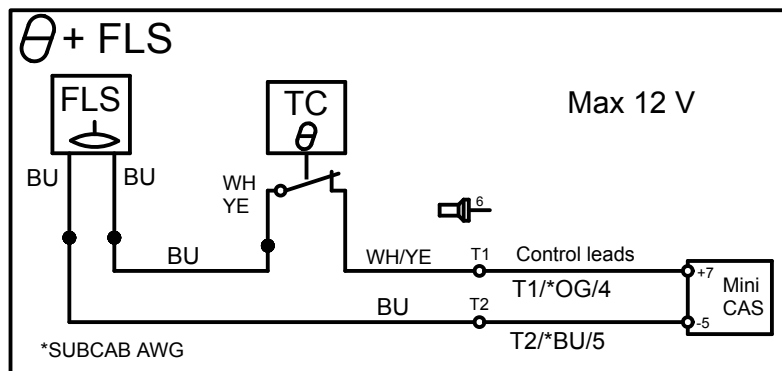 θ + FLS
FLS
TC
θ
Max 12 V
BU
BU
WH
YE
6
BU
WH/YE
T1
Control leads
+7
T1/*OG/4
Mini
CAS
BU
T2
-5
T2/*BU/5
*SUBCAB AWG